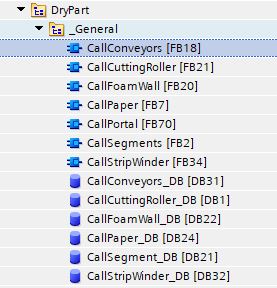 DryPart
_General
CallConveyors [FB18]
CallCuttingRoller [FB21]
CallFoamWall [FB20]
CallPaper [FB7]
CallPortal [FB70]
CallSegments [FB2]
CallStripWinder [FB34]
CallConveyors_DB [DB31]
CallCuttingRoller_DB [DB1]
CallFoamWall_DB [DB22]
CallPaper_DB [DB24]
CallSegment_DB [DB21]
CallStripWinder_DB [DB32]